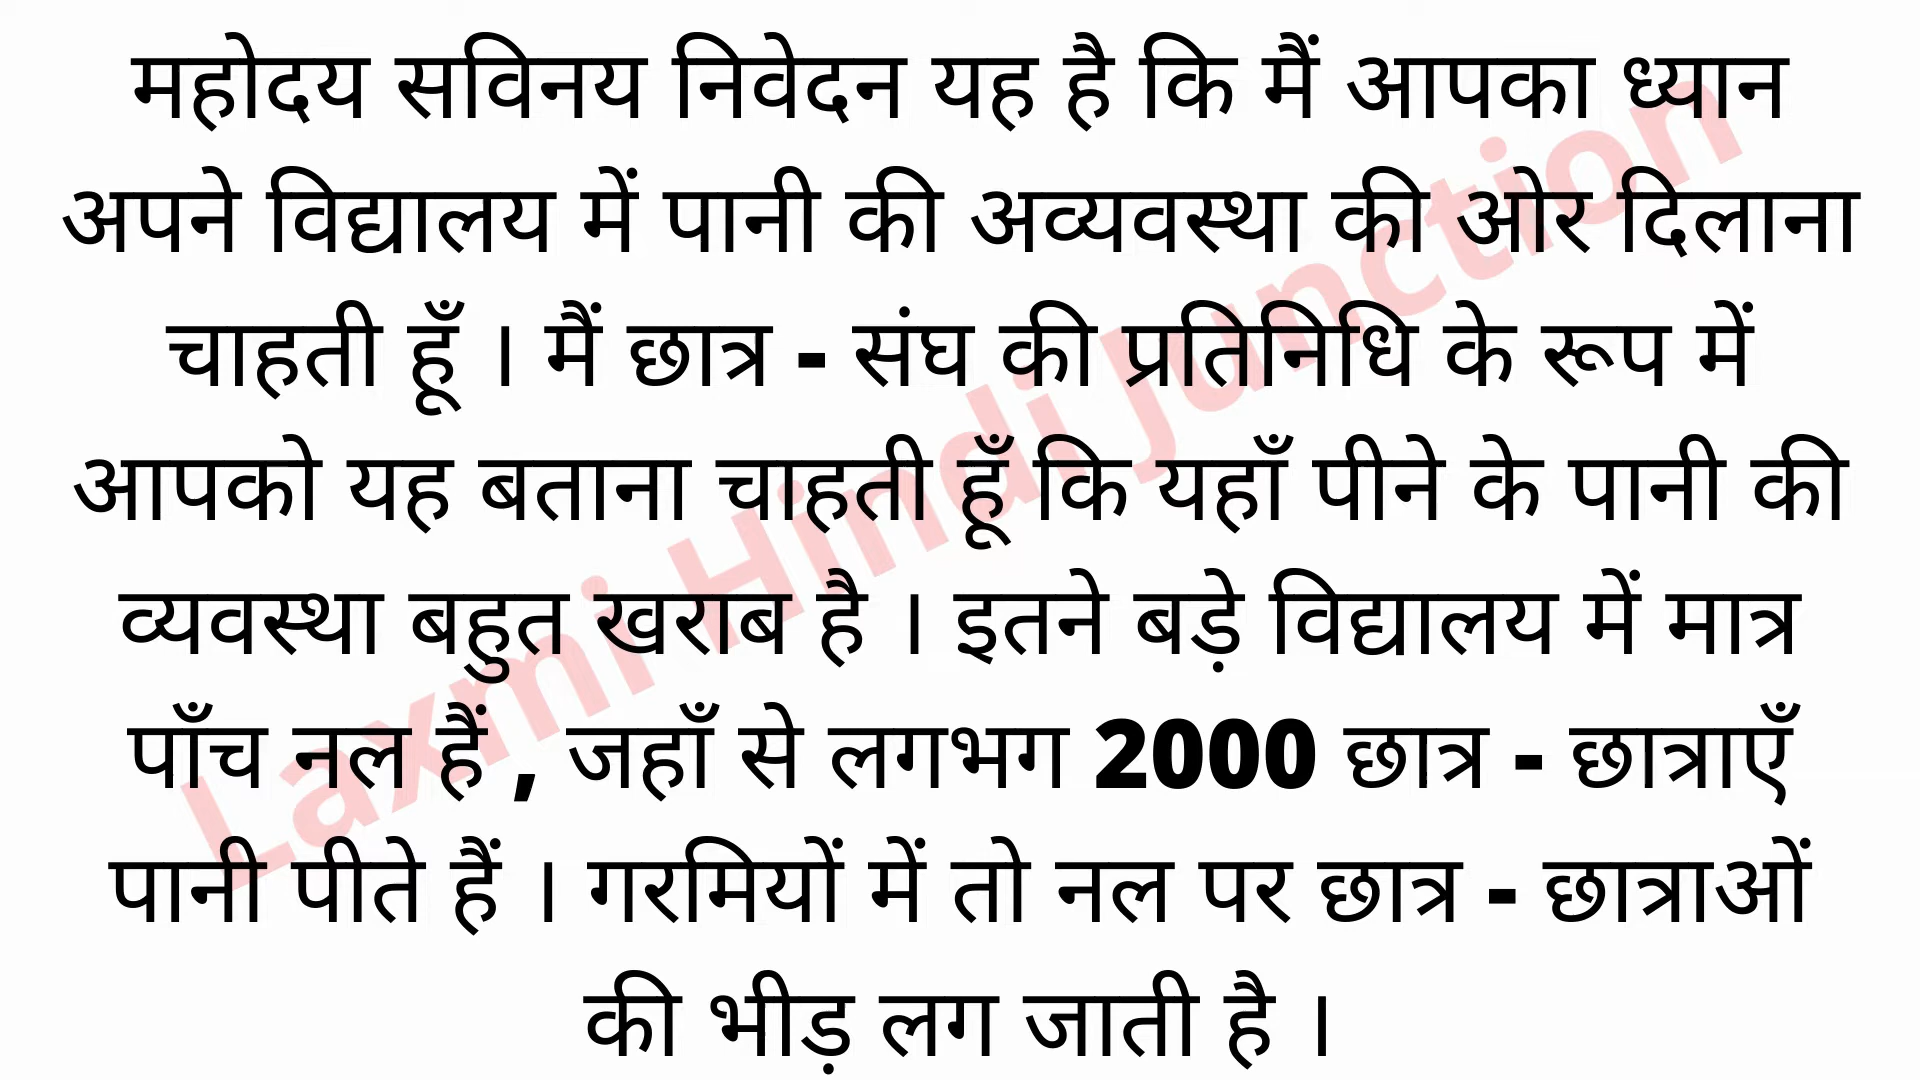 महोदय सविनय निवेदन यह है कि मैं आपका ध्यान
अपने विद्यालय में पानी की अव्यवस्था की ओर दिलाना
चाहती हूँ । मैं छात्र - संघ की प्रतिनिधि के रूप में
आपको यह बताना चाहती हूँ कि यहाँ पीने के पानी की
व्यवस्था बहुत खराब है । इतने बड़े विद्यालय में मात्र
पाँच नल हैं , जहाँ से लगभग 2000 छात्र - छात्राएँ
पानी पीते हैं । गरमियों में तो नल पर छात्र - छात्राओं
की भीड़ लग जाती है ।
Laxmi Hindi Junction